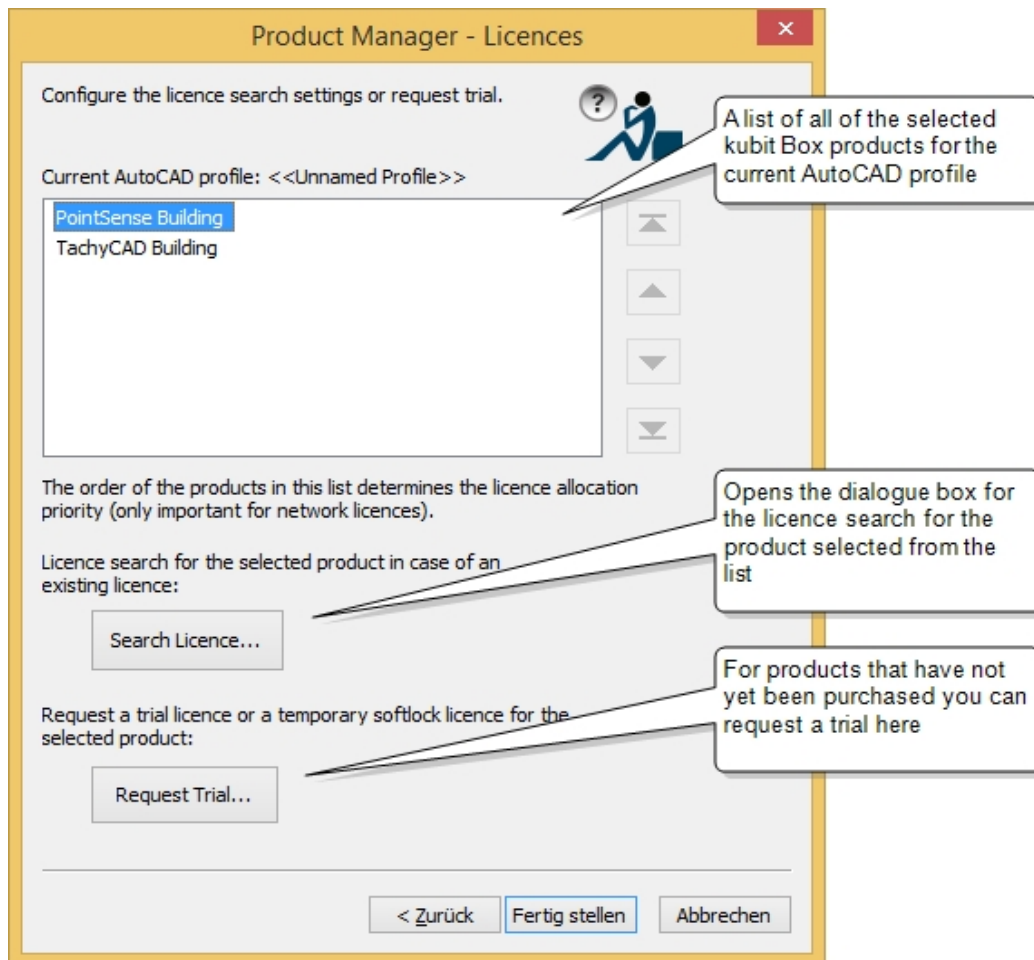 Product Manager - Licences
Configure the licence search settings or request trial.
?
A list of all of the selected
kubit Box products for the
current AutoCAD profile
Current AutoCAD profile: <<Unnamed Profile>>
PointSense Building
TachyCAD Building
The order of the products in this list determines the licence allocation
priority (only important for network licences).
Opens the dialogue box for
the licence search for the
product selected from the
list
Licence search for the selected product in case of an
existing licence:
Search Licence...
For products that have not
yet been purchased you can
request a trial here
Request a trial licence or a temporary softlock licence for the
selected product:
Request Trial...
< Zurück
Fertig stellen
Abbrechen